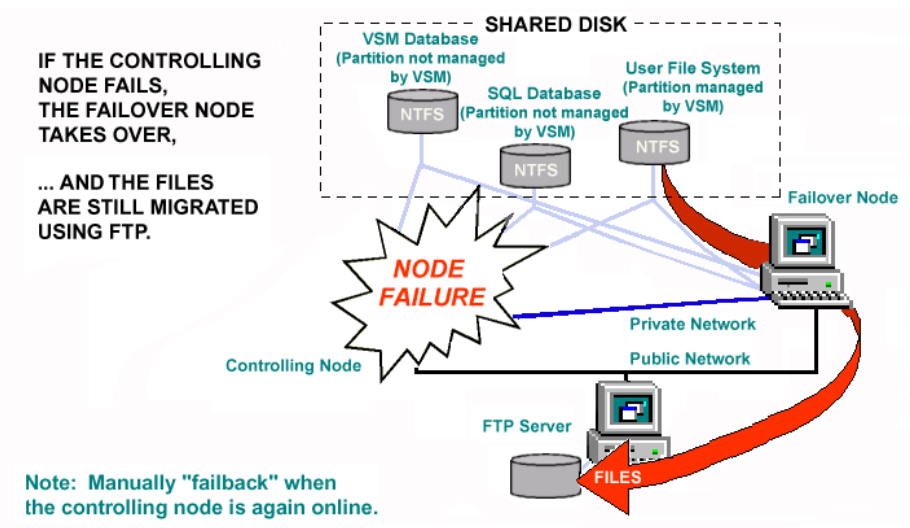 SHARED DISK
IF THE CONTROLLING
NODE FAILS,
THE FAILOVER NODE
TAKES OVER,
... AND THE FILES
ARE STILL MIGRATED
USING FTP.
VSM Database
(Partition not managed
by VSM)
NTFS
SQL Database
(Partition not managed
by VSM)
NTFS
User File System
(Partition managed
by VSM)
NTFS
Failover Node
NODE
FAILURE
Private Network
Controlling Node
Public Network
FTP Server
FILES
Note: Manually "failback" when
the controlling node is again online.